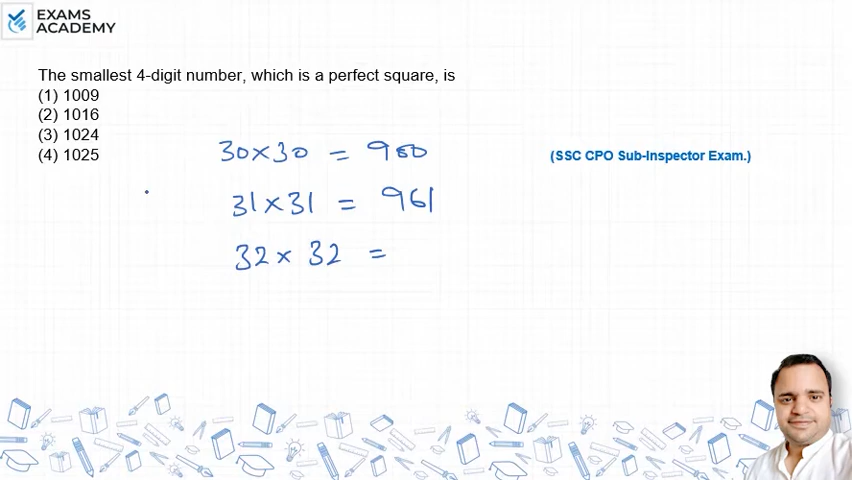 EXAMS
ACADEMY
The smallest 4-digit number, which is a perfect square, is
(1) 1009
(2) 1016
(3) 1024
(4) 1025
30×30 = 900
(SSC CPO Sub-Inspector Exam.)
31×31 = 961
32× 32 =